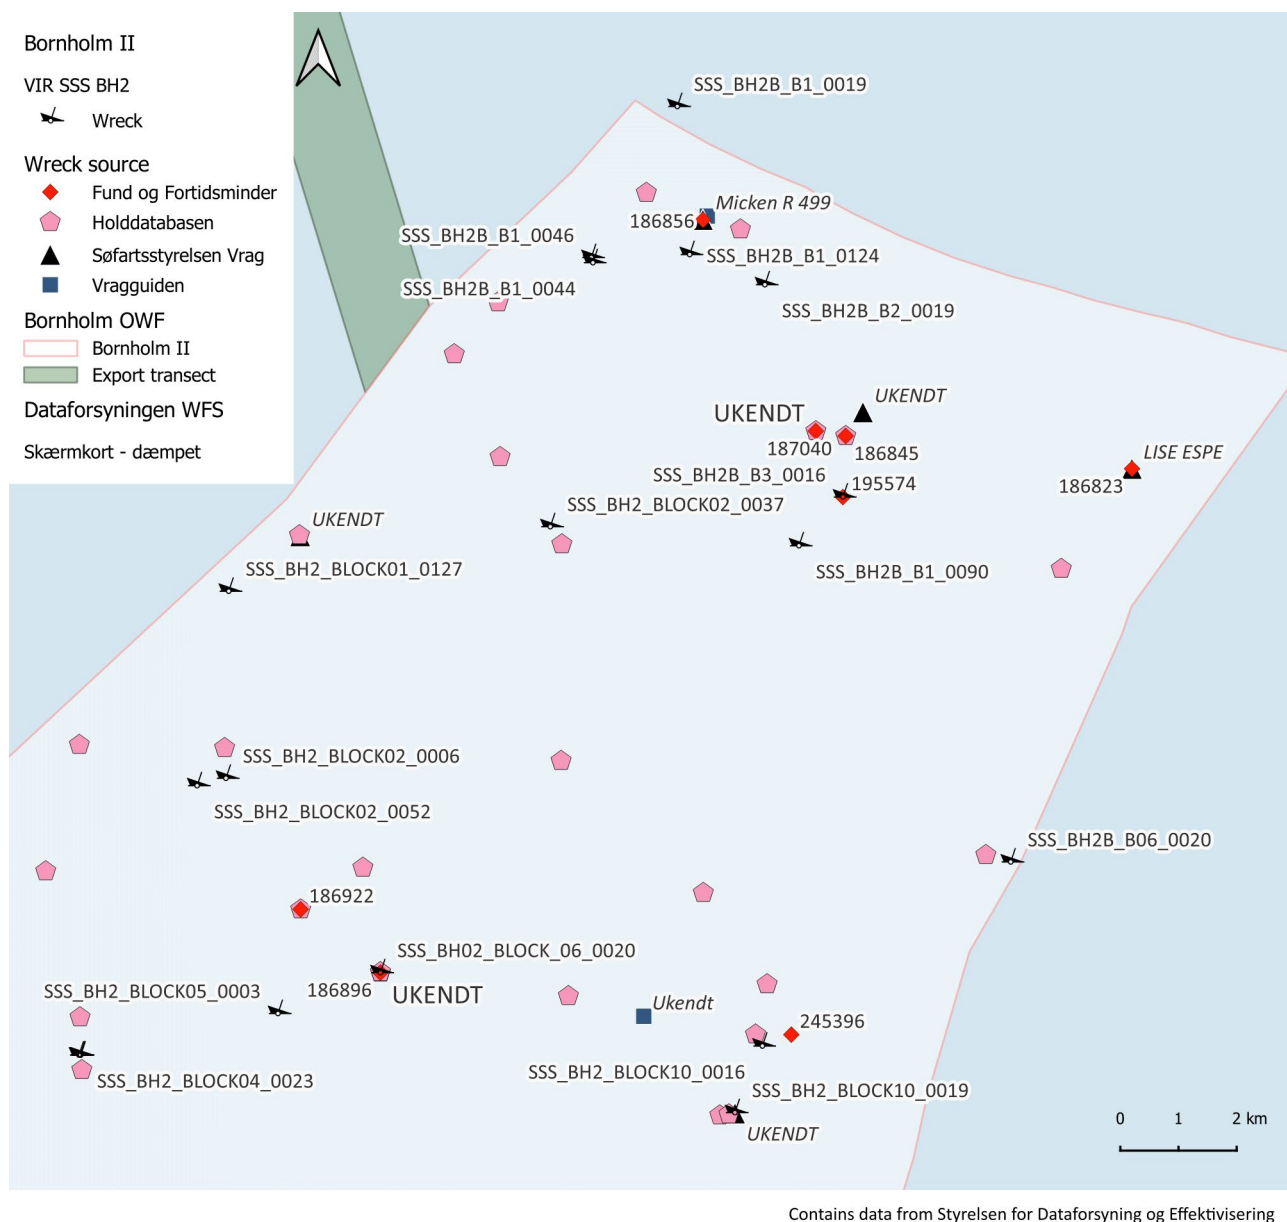 Bornholm II
VIR SSS BH2
Wreck
Wreck source
Fund og Fortidsminder
Holddatabasen
Søfartsstyrelsen Vrag
Vragguiden
Bornholm OWF
Bornholm II
Export transect
Dataforsyningen WFS
Skærmkort - dæmpet
SSS_BH2B_B1_0019
Micken R 499
186856
SSS_BH2B_B1_0046
SSS_BH2B_B1_0124
SSS_BH2B_B1_0044
SSS_BH2B_B2_0019
UKENDT
UKENDT
187040
186845
LISE ESPE
SSS_BH2B_B3_0016
195574
186823
SSS_BH2_BLOCK02_0037
UKENDT
SSS_BH2_BLOCK01_0127
SSS_BH2B_B1_0090
SSS_BH2_BLOCK02_0006
SSS_BH2_BLOCK02_0052
SSS_BH2B_B06_0020
186922
SSS_BH02_BLOCK_06_0020
SSS_BH2_BLOCK05_0003
186896
UKENDT
Ukendt
245396
SSS_BH2_BLOCK04_0023
SSS_BH2_BLOCK10_0016
SSS_BH2_BLOCK10_0019
UKENDT
0 1 2 km
Contains data from Styrelsen for Dataforsyning og Effektivisering